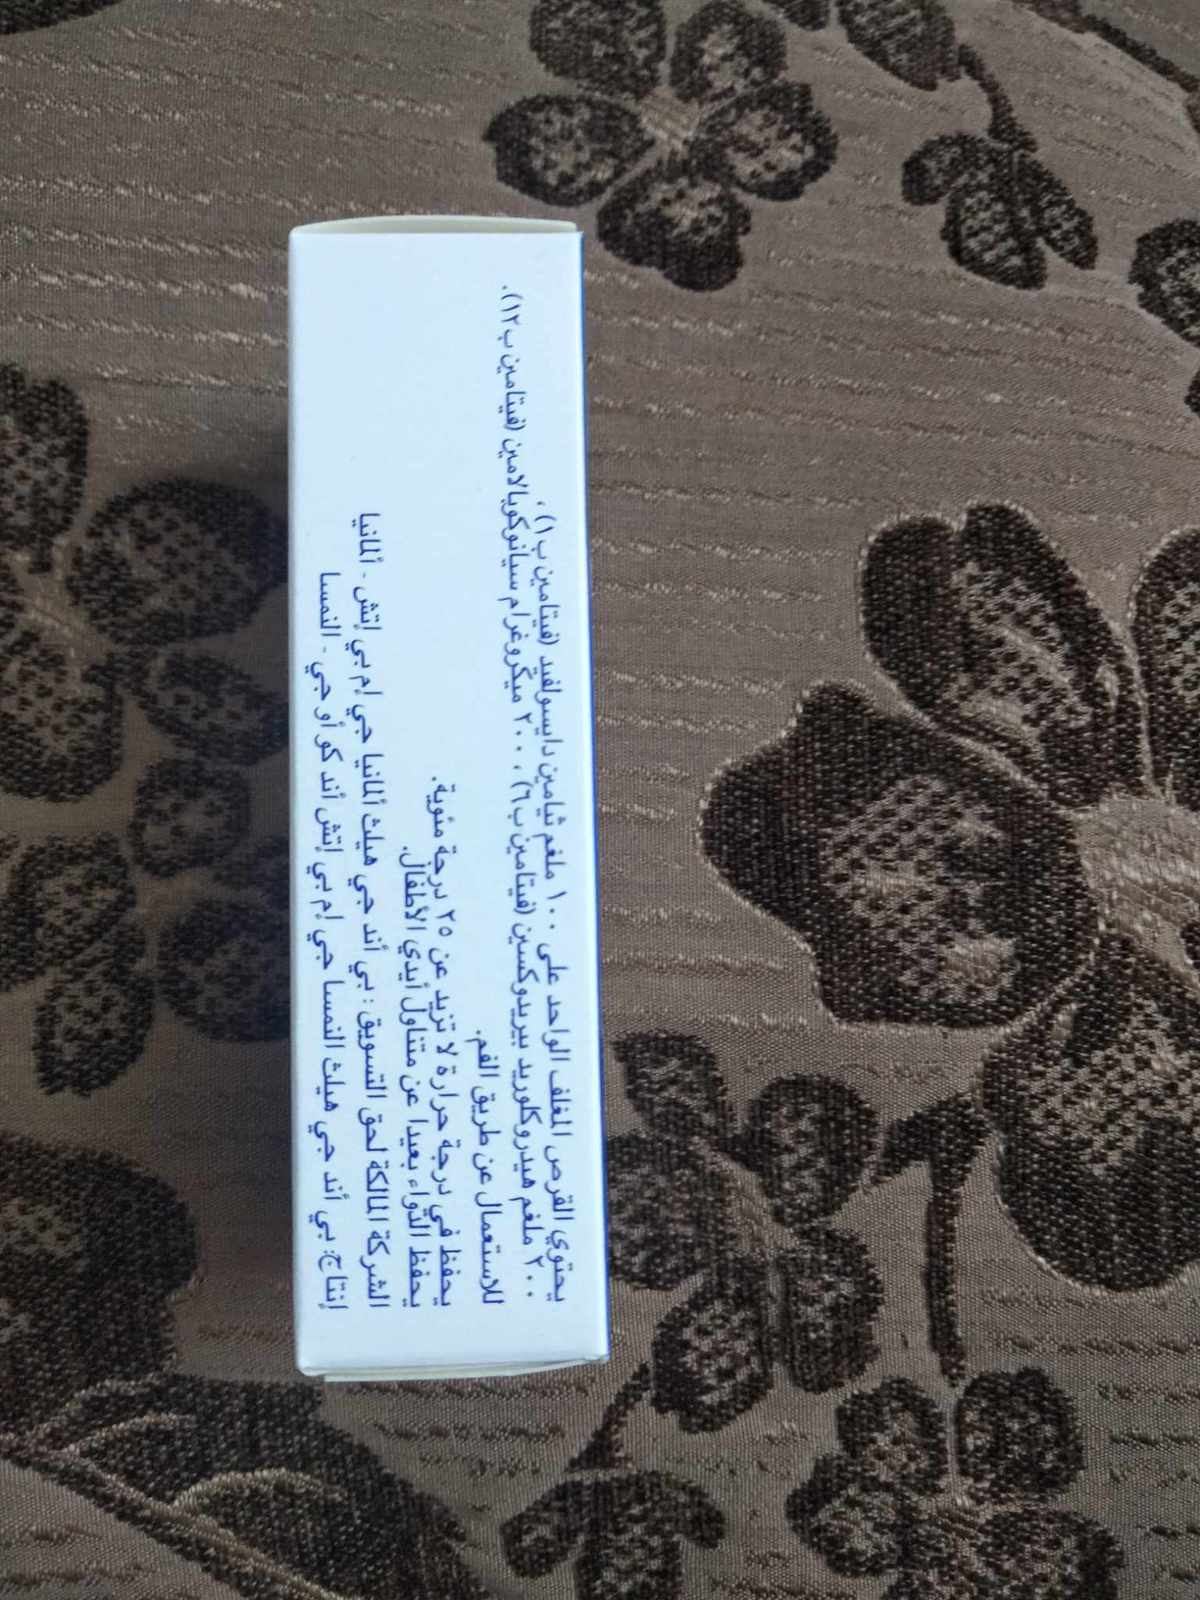 يحتوي القرص المغلف الواحد على ١٠٠ ملغم ثيامين دايسولفيد (فيتامين ب١)،
٢٠٠ ملغم هيدروكلوريد بيريدوكسين (فيتامين ب٦)، ٢٠٠ ميكروغرام سيانوكوبالامين (فيتامين ب١٢).
للاستعمال عن طريق الفم.
يحفظ في درجة حرارة لا تزيد عن ٢٥ درجة مئوية.
يحفظ الدواء بعيدا عن متناول أيدي الأطفال.
الشركة المالكة لحق التسويق: بي أند جي هيلث ألمانيا جي إم بي إتش - ألمانيا
إنتاج: بي أند جي هيلث النمسا جي إم بي إتش أند كو أو جي - النمسا